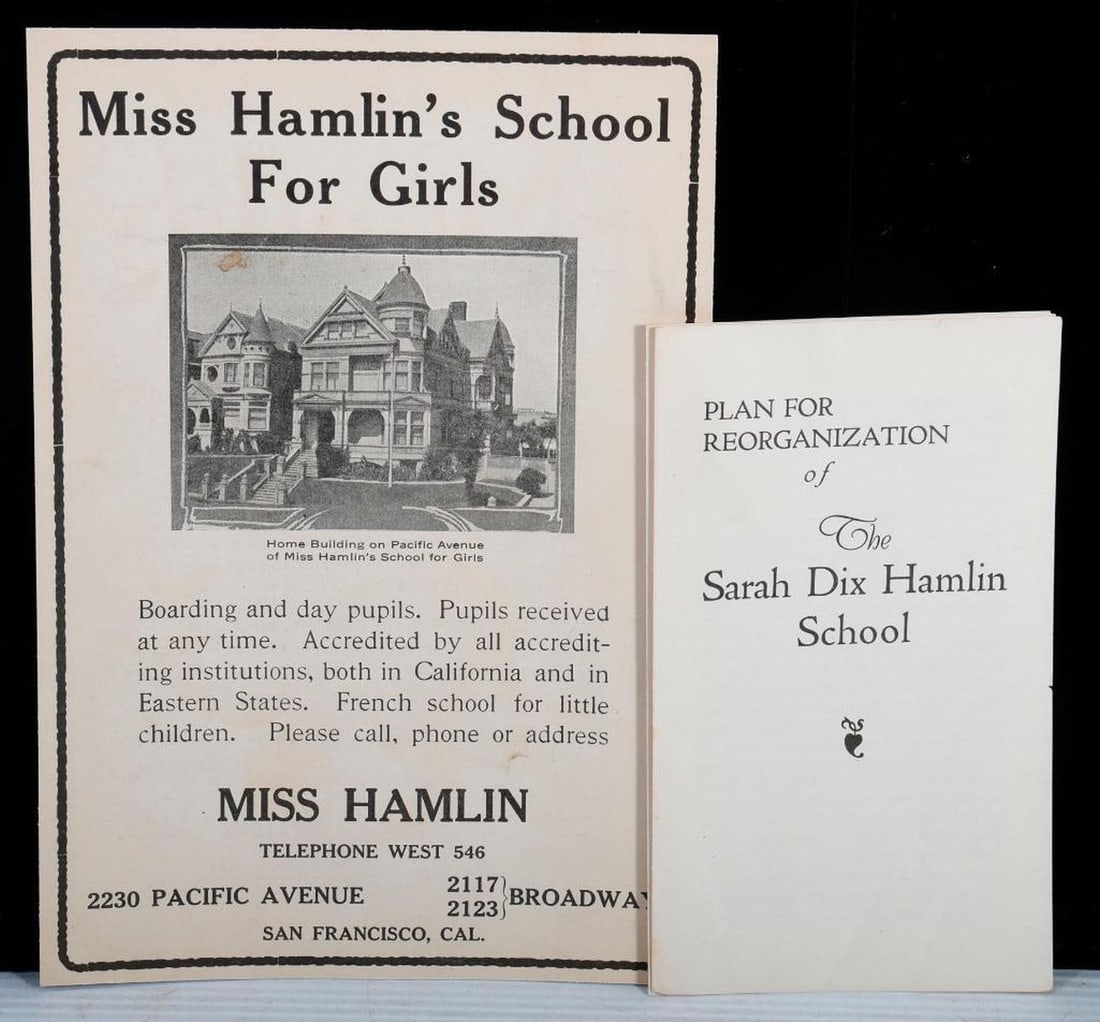 Miss Hamlin's School
For Girls
Home Building on Pacific Avenue
of Miss Hamlin's School for Girls
Boarding and day pupils. Pupils received
at any time. Accredited by all accredit-
ing institutions, both in California and in
Eastern States. French school for little
children. Please call, phone or address
MISS HAMLIN
TELEPHONE WEST 546
2230 PACIFIC AVENUE 2117 2123 BROADWAY
SAN FRANCISCO, CAL.
PLAN FOR
REORGANIZATION
of
The
Sarah Dix Hamlin
School